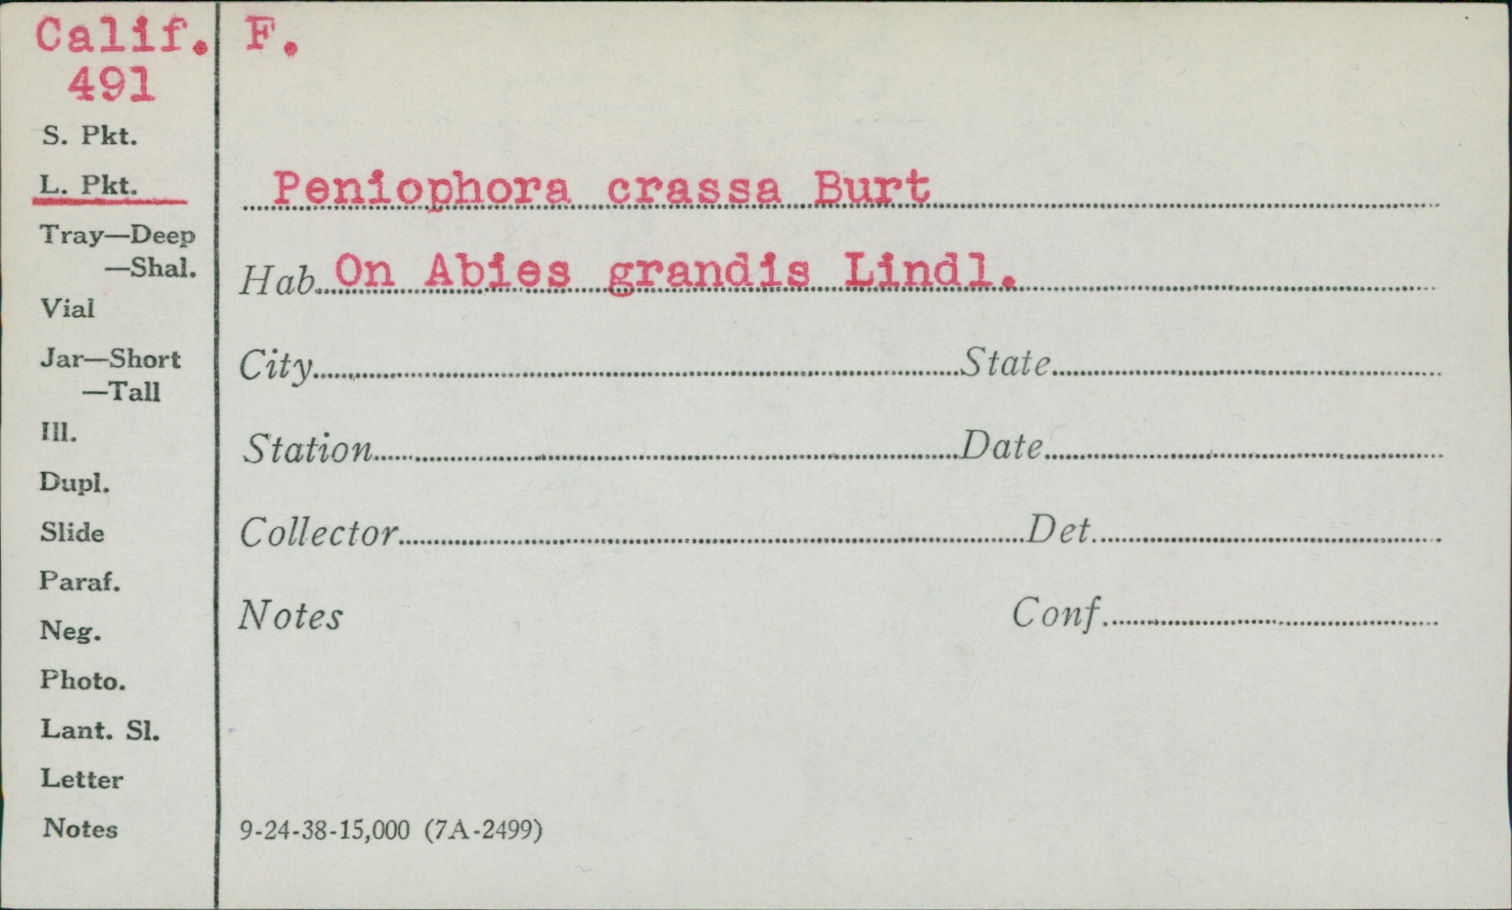 Calif. F.
491
S. Pkt.
L. Pkt.
Peniophora crassa Burt
Tray—Deep
—Shal.
Hab. On Abies grandis Lindl.
Vial
Jar—Short
—Tall
City State
Ill.
Station Date
Dupl.
Slide
Collector Det.
Paraf.
Neg.
Notes Conf.
Photo.
Lant. Sl.
Letter
Notes
9-24-38-15,000 (7A-2499)